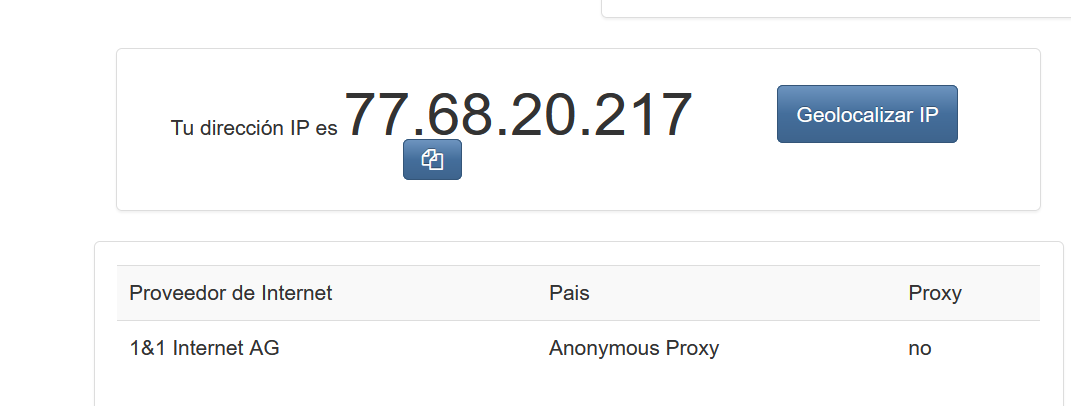 Tu dirección IP es 77.68.20.217
Geolocalizar IP
Proveedor de Internet Pais Proxy
1&1 Internet AG Anonymous Proxy no